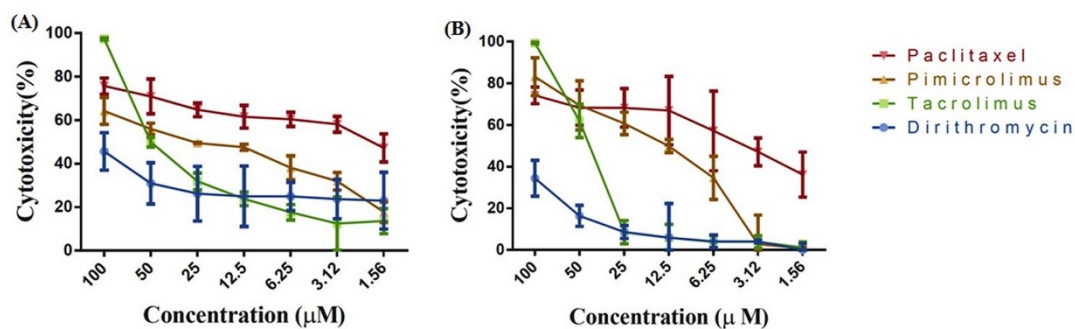 (A)
Cytotoxicity(%)
100
80
60
40
20
0
100 50 25 12.5 6.25 3.12 1.56
Concentration (μM)
(B)
Cytotoxicity(%)
100
80
60
40
20
0
100 50 25 12.5 6.25 3.12 1.56
Concentration (μ M)
Paclitaxel
Pimicrolimus
Tacrolimus
Dirithromycin